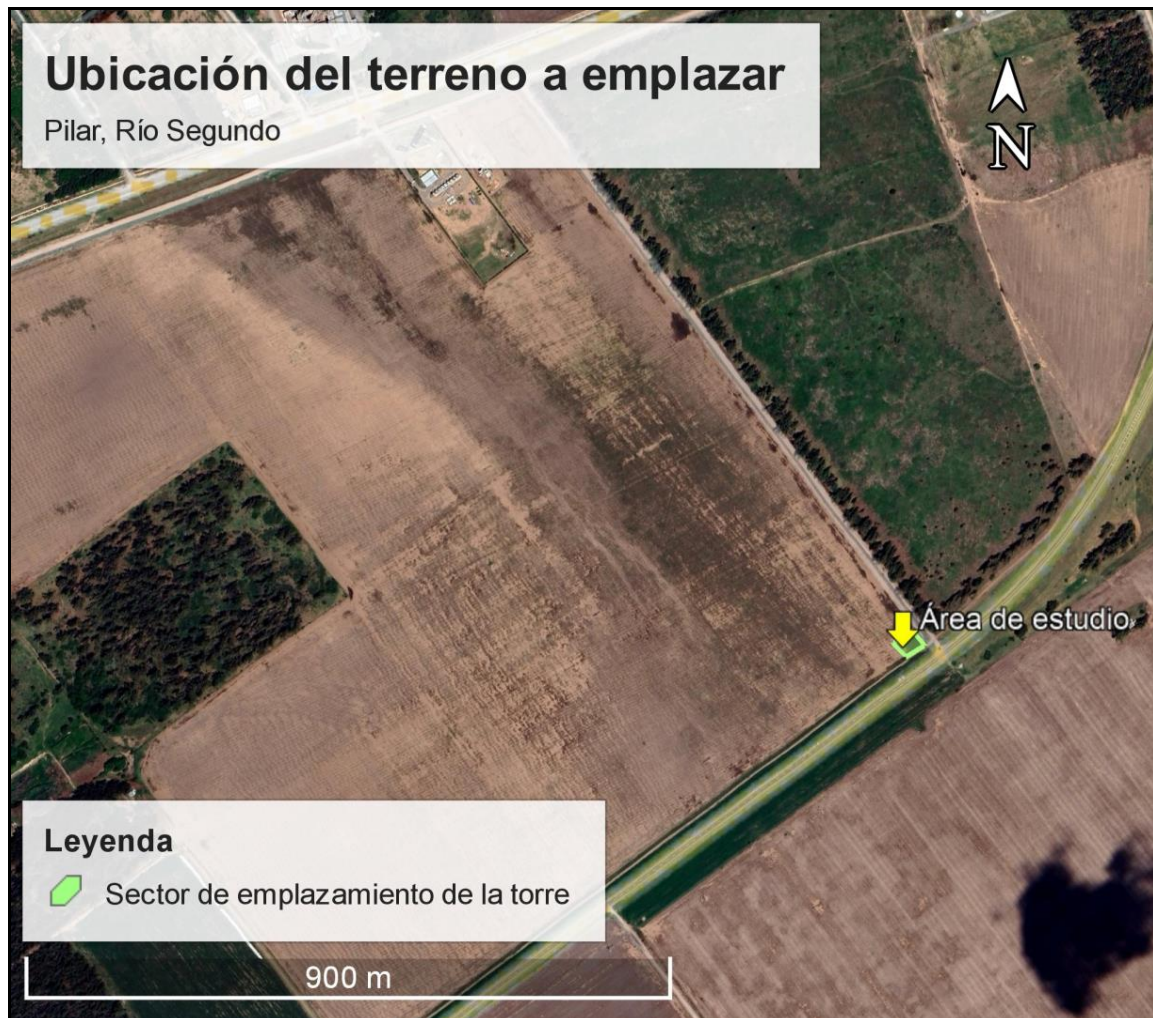 Ubicación del terreno a emplazar
Pilar, Río Segundo
N
Área de estudio
Leyenda
Sector de emplazamiento de la torre
900 m